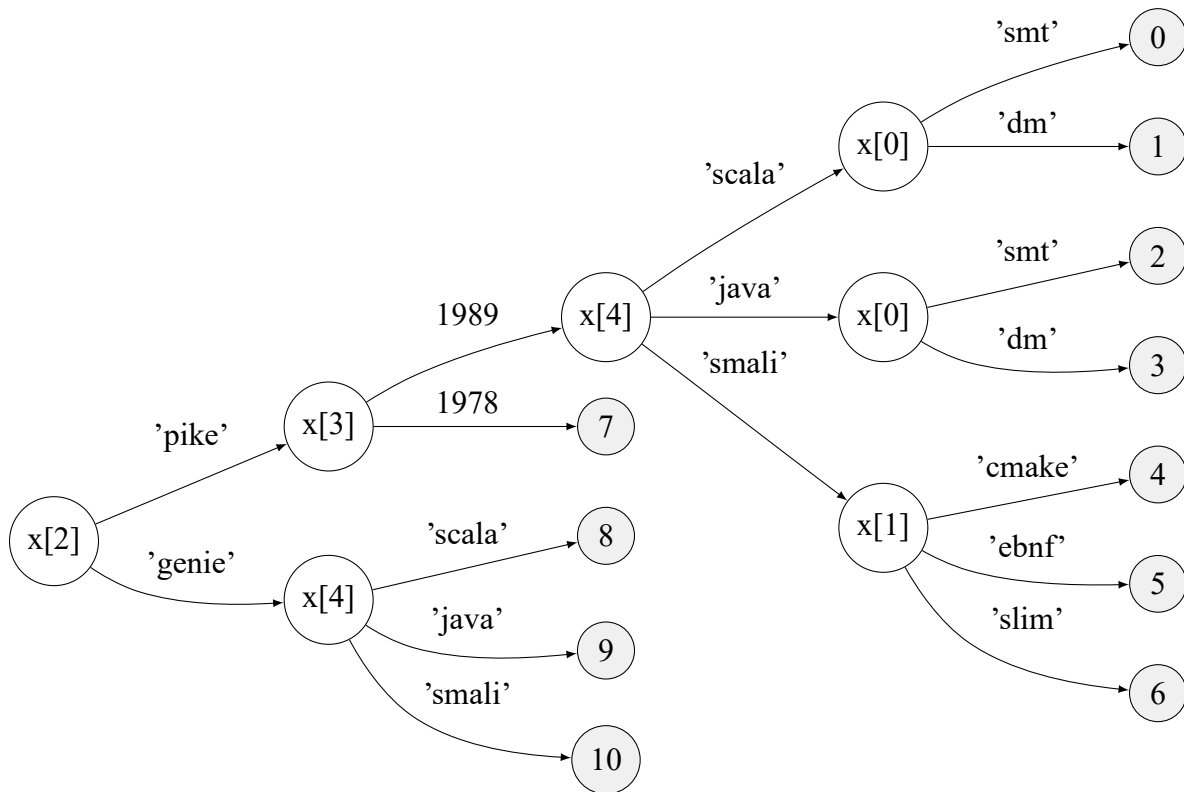 ’smt’
0
x[0]
’dm’
1
’scala’
’smt’
2
1989
x[4]
’java’
x[0]
’dm’
3
’smali’
’pike’
x[3]
1978
7
’cmake’
4
x[2]
’genie’
’scala’
8
x[1]
’ebnf’
5
x[4]
’java’
9
’slim’
6
’smali’
10